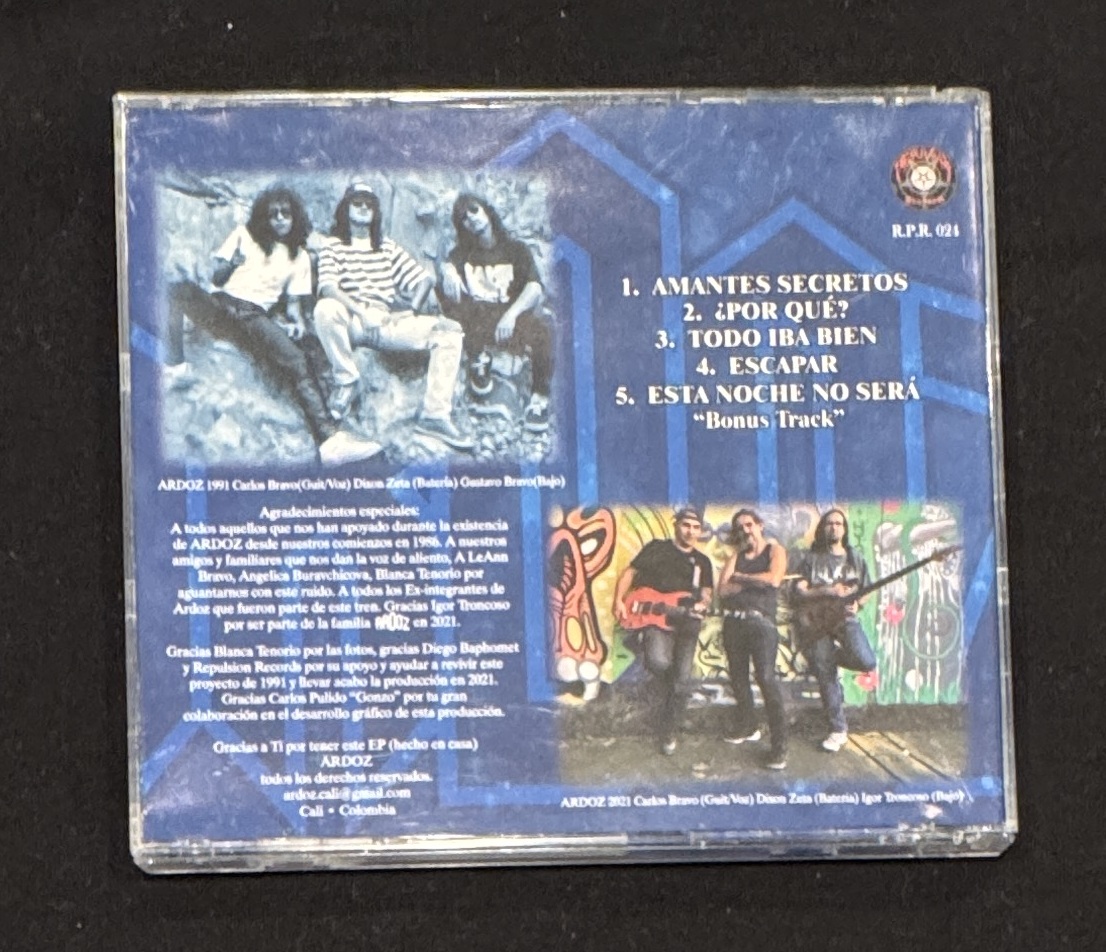 R.P.R. 024
1. AMANTES SECRETOS
2. ¿POR QUÉ?
3. TODO IBA BIEN
4. ESCAPAR
5. ESTA NOCHE NO SERÁ
“Bonus Track”
ARDOZ 1991 Carlos Bravo(Guit/Voz) Dixon Zeta (Batería) Gustavo Bravo(Bajo)
Agradecimientos especiales:
A todos aquellos que nos han apoyado durante la existencia
de ARDOZ desde nuestros comienzos en 1986. A nuestros
amigos y familiares que nos dan la voz de aliento, A LeAnn
Bravo, Angelica Buravchicova, Blanca Tenorio por
aguantarnos con este ruido. A todos los Ex-integrantes de
Ardoz que fueron parte de este tren. Gracias Igor Troncoso
por ser parte de la familia ARDOZ en 2021.
Gracias Blanca Tenorio por las fotos, gracias Diego Baphomet
y Repulsion Records por su apoyo y ayudar a revivir este
proyecto de 1991 y llevar acabo la producción en 2021.
Gracias Carlos Pulido “Gonzo” por tu gran
colaboración en el desarrollo gráfico de esta producción.
Gracias a Ti por tener este EP (hecho en casa)
ARDOZ
todos los derechos reservados.
ardoz.cali@gmail.com
Cali • Colombia
ARDOZ 2021 Carlos Bravo (Guit/Voz) Dixon Zeta (Batería) Igor Troncoso (Bajo)